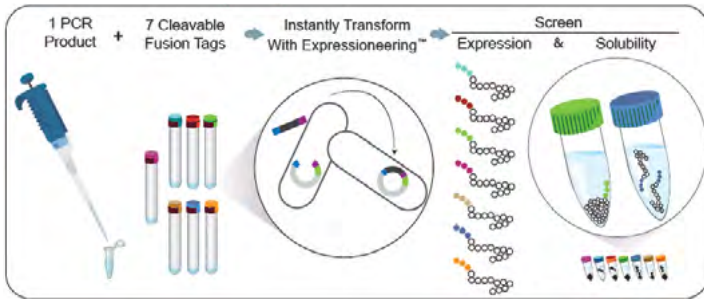 1 PCR
Product
+
7 Cleavable
Fusion Tags
Instantly Transform
With Expressioneering™
Screen
Expression & Solubility